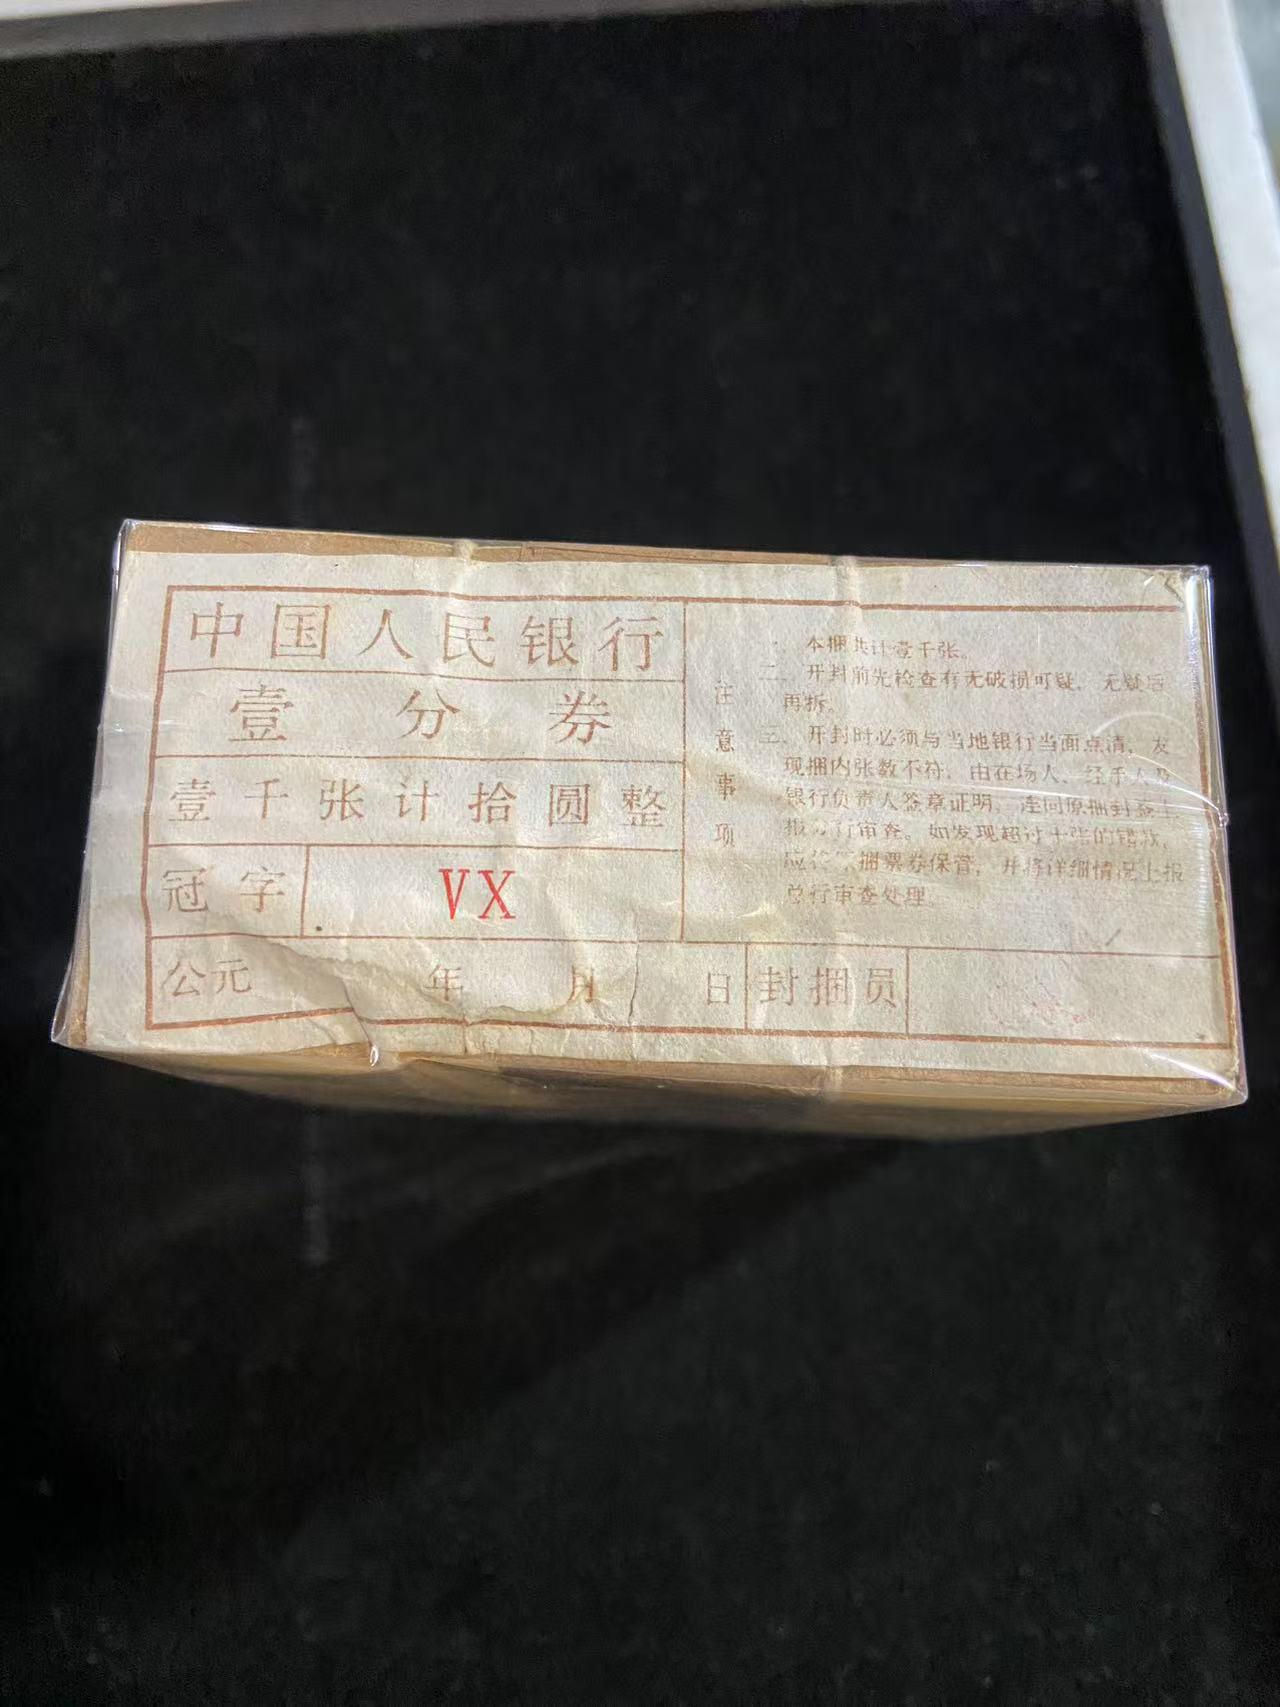 中国人民银行
壹分券
壹千张计拾圆整
冠字 VX
公元 年 月 日 封捆员
注意事项
一、本捆共计壹千张。
二、开封前先检查有无破损可疑，无疑后
再拆。
三、开封时必须与当地银行当面点清，发
现捆内张数不符，由在场人、经手人及
银行负责人签章证明，连同原捆封签上
报分行审查。如发现超过十张的错款，
应将 捆票券保管，并将详细情况上报
总行审查处理。